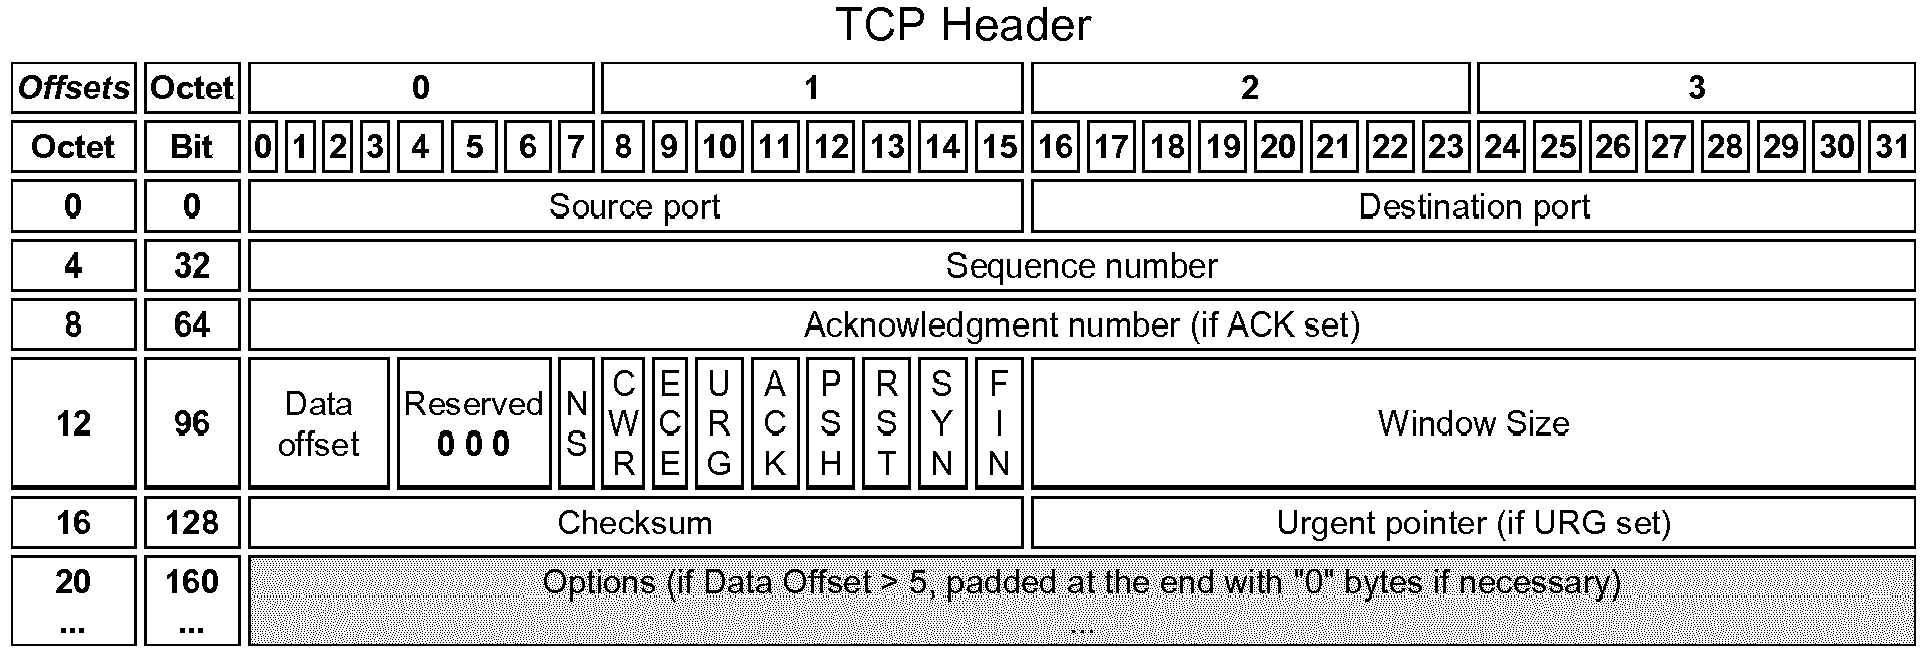 TCP Header
Offsets Octet 0 1 2 3
Octet Bit 0 1 2 3 4 5 6 7 8 9 10 11 12 13 14 15 16 17 18 19 20 21 22 23 24 25 26 27 28 29 30 31
0 0 Source port Destination port
4 32 Sequence number
8 64 Acknowledgment number (if ACK set)
12 96 Data offset Reserved 0 0 0 NS CWR ECE URG ACK PSH RST SYN FIN Window Size
16 128 Checksum Urgent pointer (if URG set)
20 160 Options (if Data Offset > 5, padded at the end with "0" bytes if necessary)
... ... ...